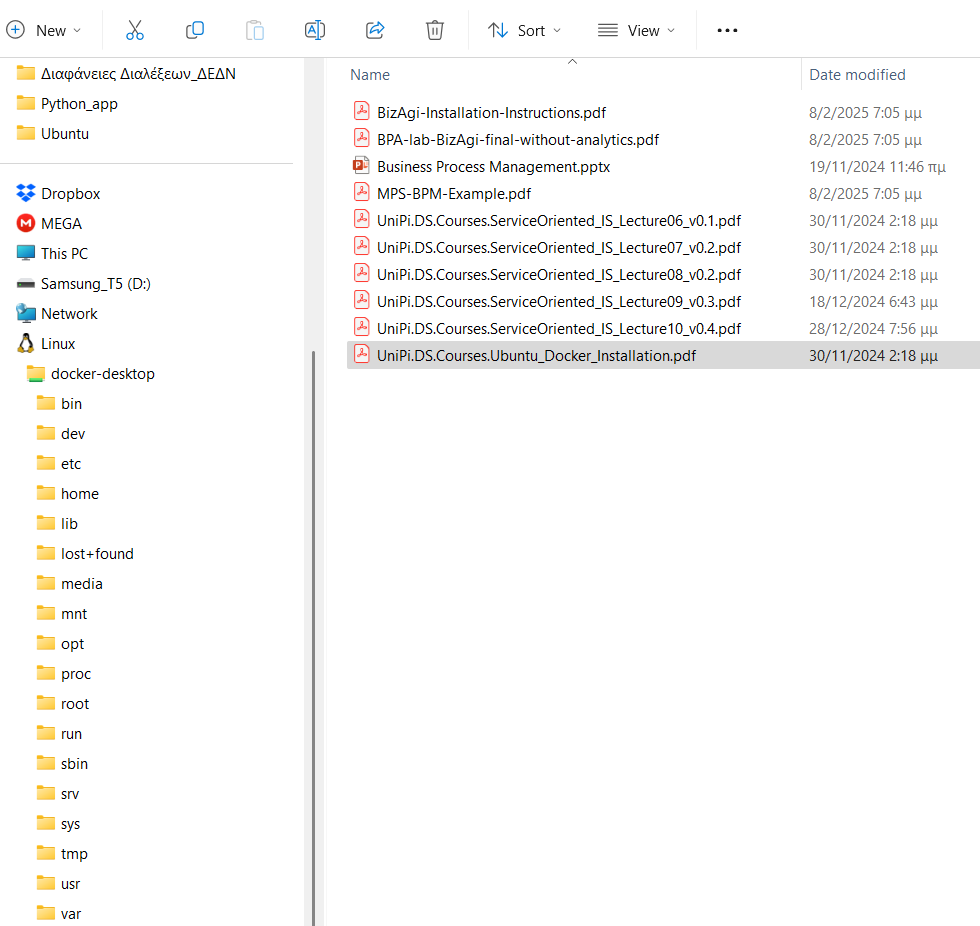 New Sort View
Διαφάνειες Διαλέξεων_ΔΕΔΝ
Python_app
Ubuntu
Dropbox
MEGA
This PC
Samsung_T5 (D:)
Network
Linux
docker-desktop
bin
dev
etc
home
lib
lost+found
media
mnt
opt
proc
root
run
sbin
srv
sys
tmp
usr
var
Name Date modified
BizAgi-Installation-Instructions.pdf 8/2/2025 7:05 μμ
BPA-lab-BizAgi-final-without-analytics.pdf 8/2/2025 7:05 μμ
Business Process Management.pptx 19/11/2024 11:46 πμ
MPS-BPM-Example.pdf 8/2/2025 7:05 μμ
UniPi.DS.Courses.ServiceOriented_IS_Lecture06_v0.1.pdf 30/11/2024 2:18 μμ
UniPi.DS.Courses.ServiceOriented_IS_Lecture07_v0.2.pdf 30/11/2024 2:18 μμ
UniPi.DS.Courses.ServiceOriented_IS_Lecture08_v0.2.pdf 30/11/2024 2:18 μμ
UniPi.DS.Courses.ServiceOriented_IS_Lecture09_v0.3.pdf 18/12/2024 6:43 μμ
UniPi.DS.Courses.ServiceOriented_IS_Lecture10_v0.4.pdf 28/12/2024 7:56 μμ
UniPi.DS.Courses.Ubuntu_Docker_Installation.pdf 30/11/2024 2:18 μμ